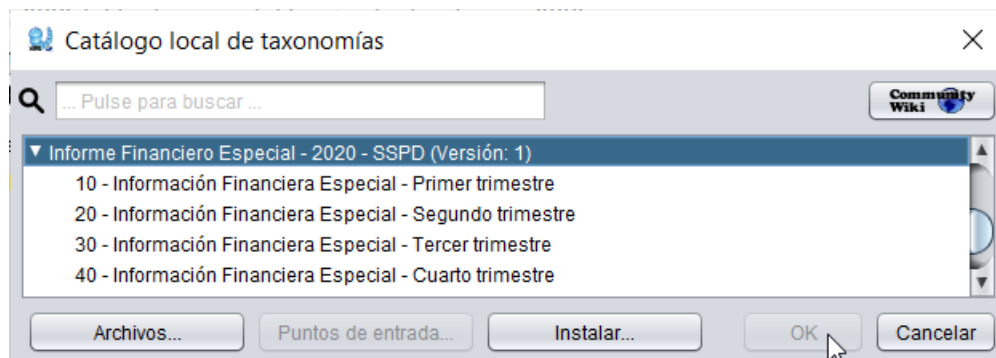 Catálogo local de taxonomías
... Pulse para buscar ...
Community
Wiki
Informe Financiero Especial - 2020 - SSPD (Versión: 1)
10 - Información Financiera Especial - Primer trimestre
20 - Información Financiera Especial - Segundo trimestre
30 - Información Financiera Especial - Tercer trimestre
40 - Información Financiera Especial - Cuarto trimestre
Archivos... Puntos de entrada... Instalar... OK Cancelar